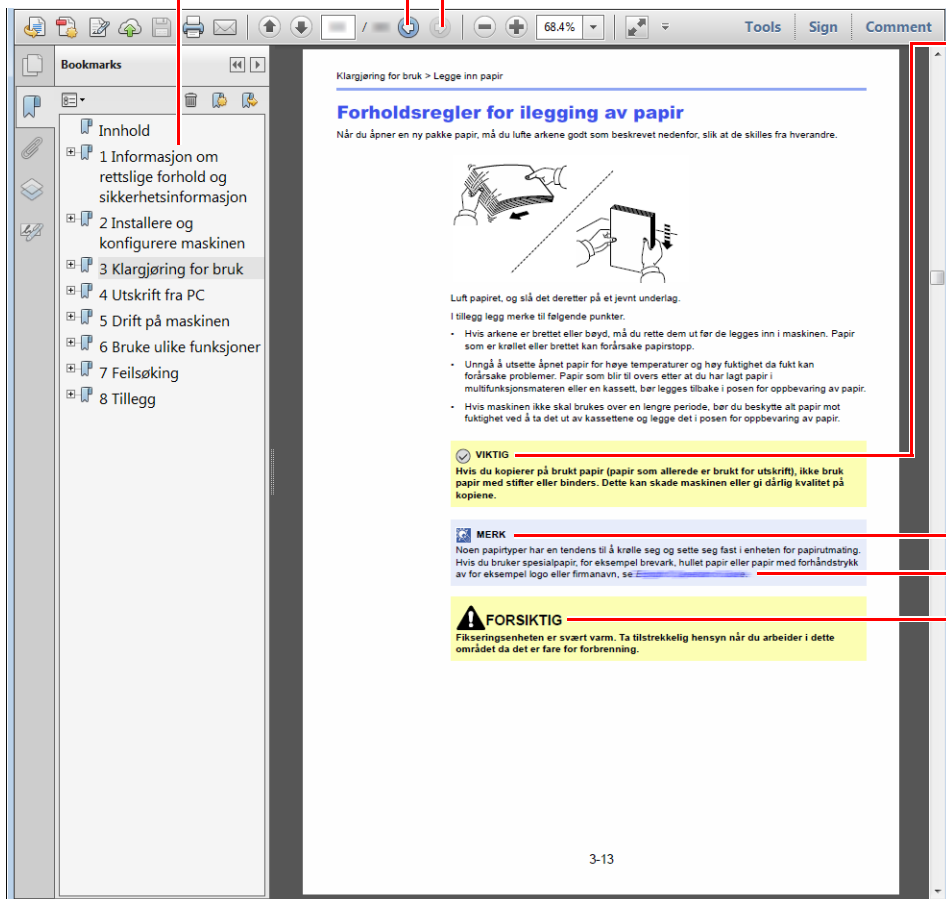 /
68.4%
Tools
Sign
Comment
Bookmarks
Innhold
1 Informasjon om
rettslige forhold og
sikkerhetsinformasjon
2 Installere og
konfigurere maskinen
3 Klargjøring for bruk
4 Utskrift fra PC
5 Drift på maskinen
6 Bruke ulike funksjoner
7 Feilsøking
8 Tillegg
Klargjøring for bruk > Legge inn papir
Forholdsregler for ilegging av papir
Når du åpner en ny pakke papir, må du lufte arkene godt som beskrevet nedenfor, slik at de skilles fra hverandre.
Luft papiret, og slå det deretter på et jevnt underlag.
I tillegg legg merke til følgende punkter.
• Hvis arkene er brettet eller bøyd, må du rette dem ut før de legges inn i maskinen. Papir
som er krøllet eller brettet kan forårsake papirstopp.
• Unngå å utsette åpnet papir for høye temperaturer og høy fuktighet da fukt kan
forårsake problemer. Papir som blir til overs etter at du har lagt papir i
multifunksjonsmateren eller en kassett, bør legges tilbake i posen for oppbevaring av papir.
• Hvis maskinen ikke skal brukes over en lengre periode, bør du beskytte alt papir mot
fuktighet ved å ta det ut av kassettene og legge det i posen for oppbevaring av papir.
VIKTIG
Hvis du kopierer på brukt papir (papir som allerede er brukt for utskrift), ikke bruk
papir med stifter eller binders. Dette kan skade maskinen eller gi dårlig kvalitet på
kopiene.
MERK
Noen papirtyper har en tendens til å krølle seg og sette seg fast i enheten for papirutmating.
Hvis du bruker spesialpapir, for eksempel brevark, hullet papir eller papir med forhåndstrykk
av for eksempel logo eller firmanavn, se
FORSIKTIG
Fikseringsenheten er svært varm. Ta tilstrekkelig hensyn når du arbeider i dette
området da det er fare for forbrenning.
3-13